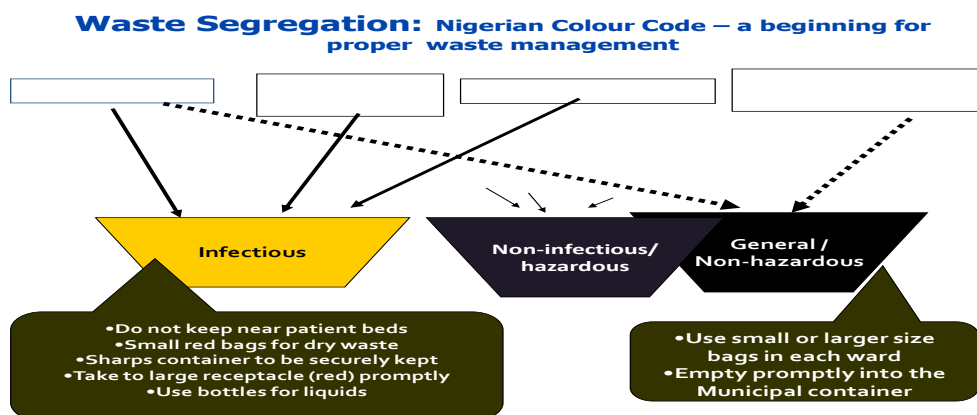 Waste Segregation: Nigerian Colour Code – a beginning for
proper waste management
Infectious
Non-infectious/
hazardous
General /
Non-hazardous
•Do not keep near patient beds
•Small red bags for dry waste
•Sharps container to be securely kept
•Take to large receptacle (red) promptly
•Use bottles for liquids
•Use small or larger size
bags in each ward
•Empty promptly into the
Municipal container